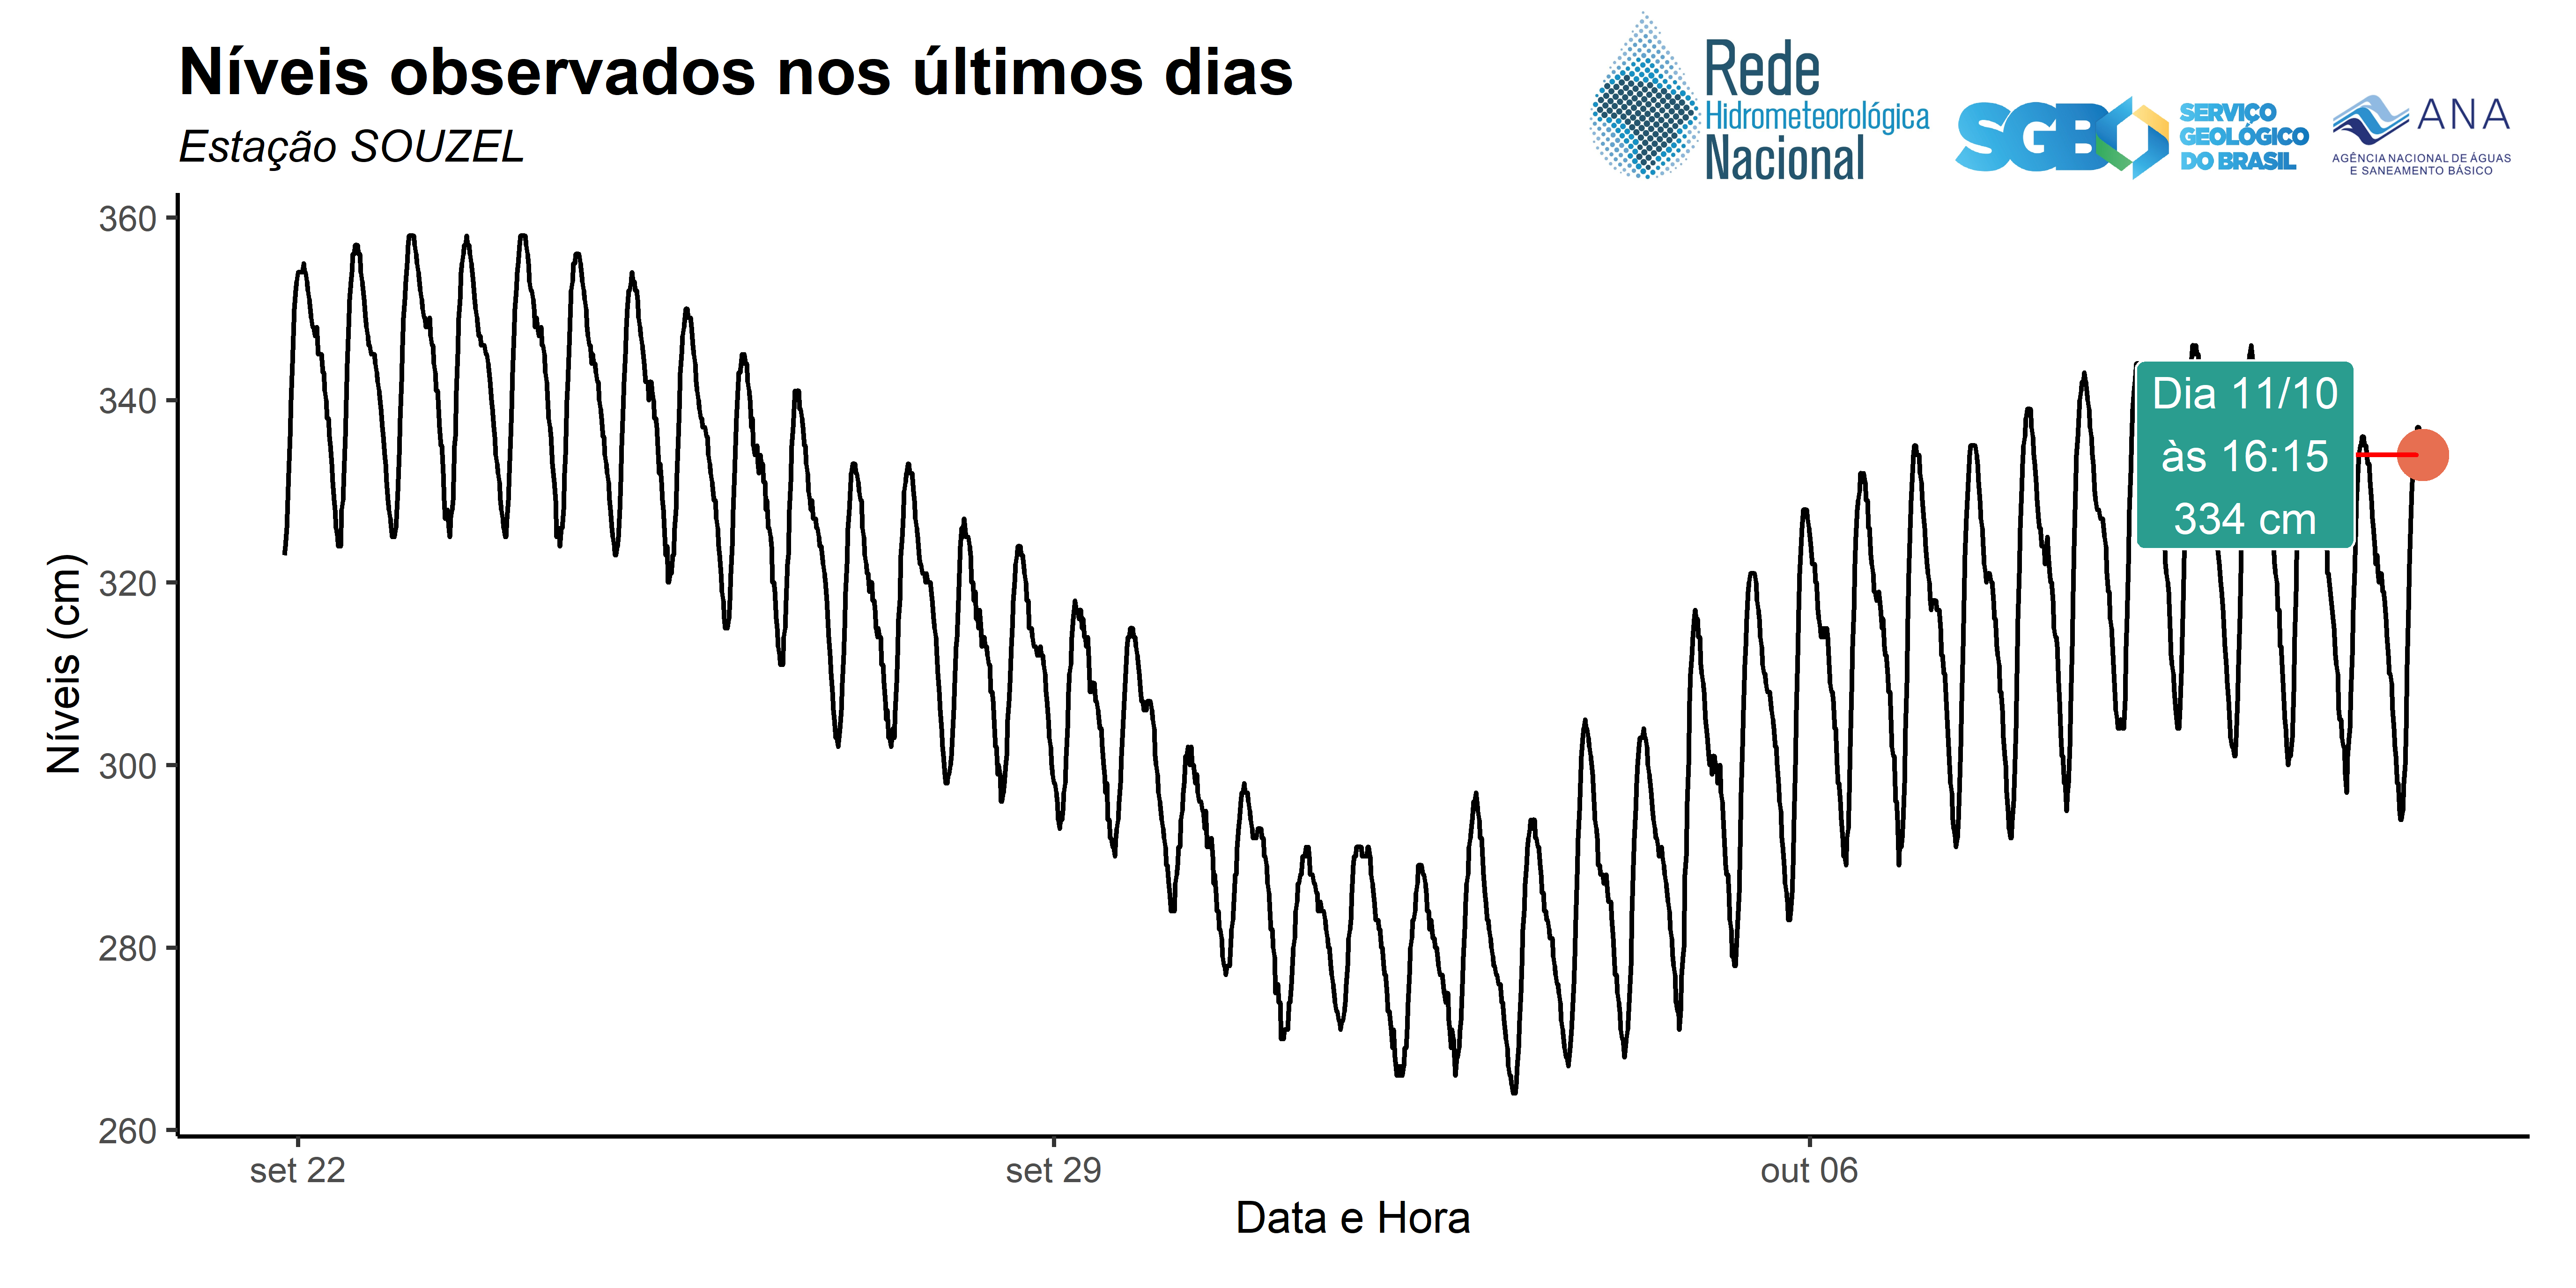 Níveis observados nos últimos dias
Estação SOUZEL
Rede
Hidrometeorológica
Nacional
SGB
SERVIÇO
GEOLÓGICO
DO BRASIL
ANA
AGÊNCIA NACIONAL DE ÁGUAS
E SANEAMENTO BÁSICO
Níveis (cm)
360
340
320
300
280
260
Dia 11/10
às 16:15
334 cm
set 22
set 29
out 06
Data e Hora